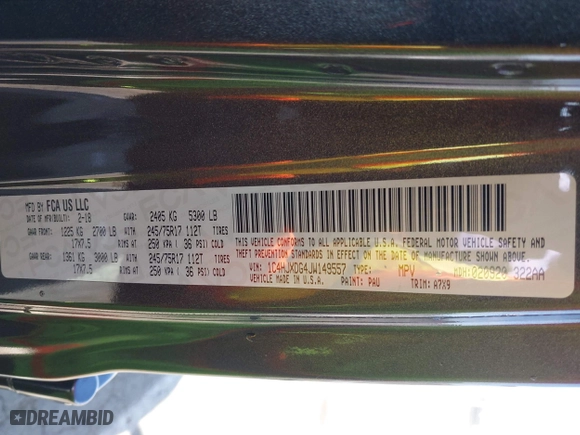 MFD BY FCA US LLC
DATE OF MFR(BUILT): 2-18 GVWR: 2405 KG 5300 LB
GAWR FRONT: 1225 KG 2700 LB WITH 245/75R17 112T TIRES
17X7.5 RIMS AT 250 KPA ( 36 PSI) COLD
GAWR REAR: 1361 KG 3000 LB WITH 245/75R17 112T TIRES
17X7.5 RIMS AT 250 KPA ( 36 PSI) COLD
THIS VEHICLE CONFORMS TO ALL APPLICABLE U.S.A. FEDERAL MOTOR VEHICLE SAFETY AND
THEFT PREVENTION STANDARDS IN EFFECT ON THE DATE OF MANUFACTURE SHOWN ABOVE.
VIN: 1C4HJXDG4JW149557 TYPE: MPV
VEHICLE MADE IN U.S.A. PAINT: PAU TRIM: A7X9
DREAMBID